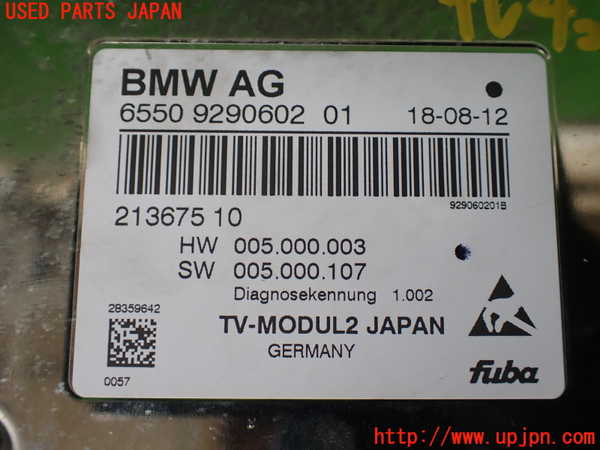 USED PARTS JAPAN
BMW AG
6550 9290602 01 18-08-12
929060201B
213675 10
HW 005.000.003
SW 005.000.107
Diagnosekennung 1.002
28359642
TV-MODUL2 JAPAN
GERMANY
0057
fuba
http://www.upjpn.com